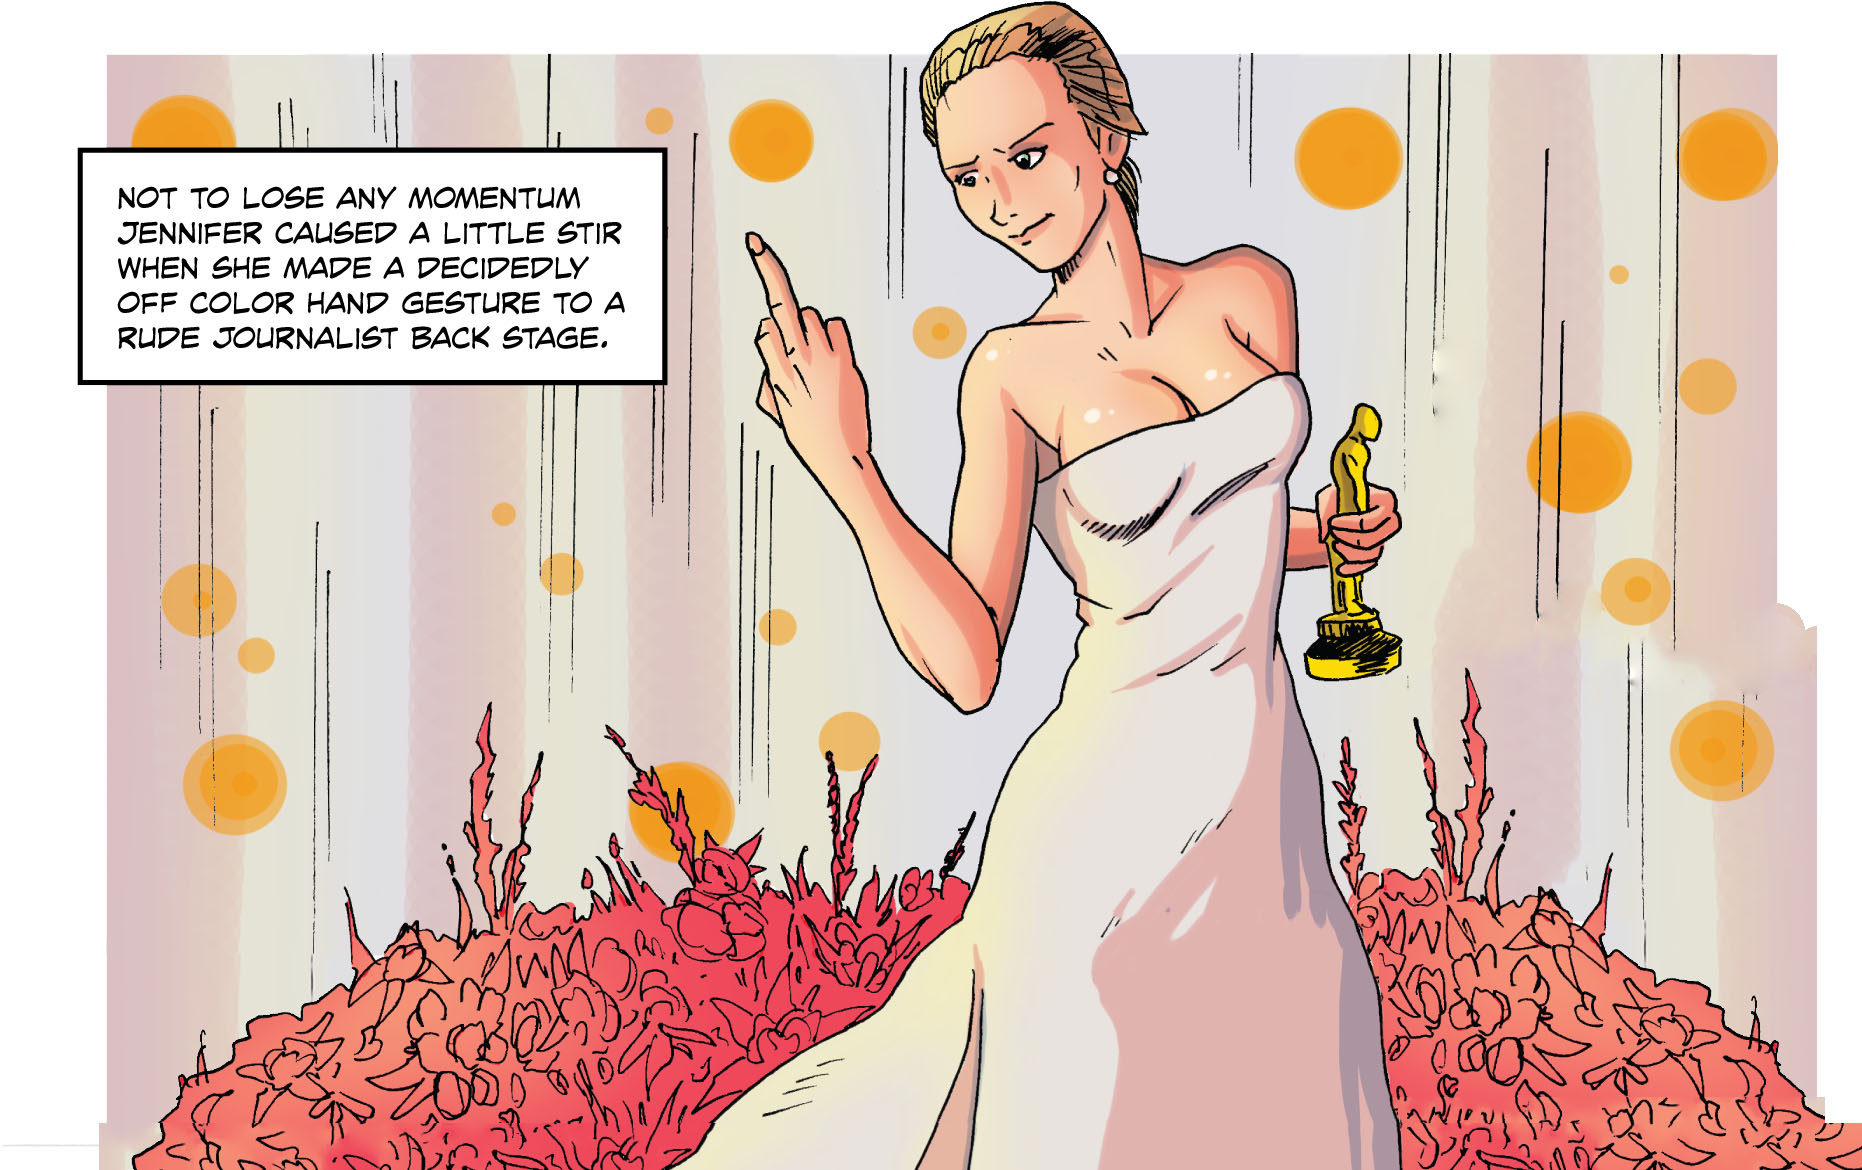 NOT TO LOSE ANY MOMENTUM
JENNIFER CAUSED A LITTLE STIR
WHEN SHE MADE A DECIDEDLY
OFF COLOR HAND GESTURE TO A
RUDE JOURNALIST BACK STAGE.